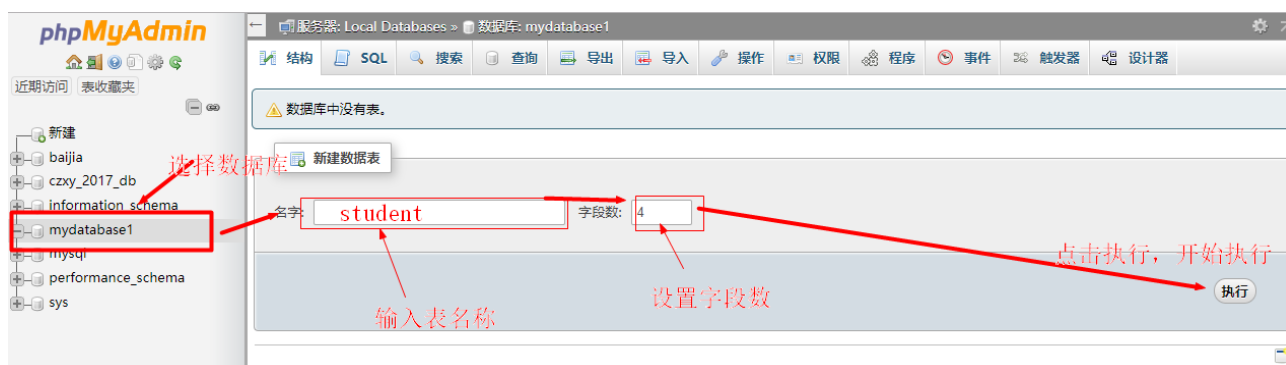 phpMyAdmin
近期访问 表收藏夹
新建
baijia
czxy_2017_db
information_schema
mydatabase1
mysql
performance_schema
sys
服务器: Local Databases » 数据库: mydatabase1
结构 SQL 搜索 查询 导出 导入 操作 权限 程序 事件 触发器 设计器
数据库中没有表。
选择数据库
新建数据表
名字: student 字段数: 4
点击执行，开始执行
执行
设置字段数
输入表名称